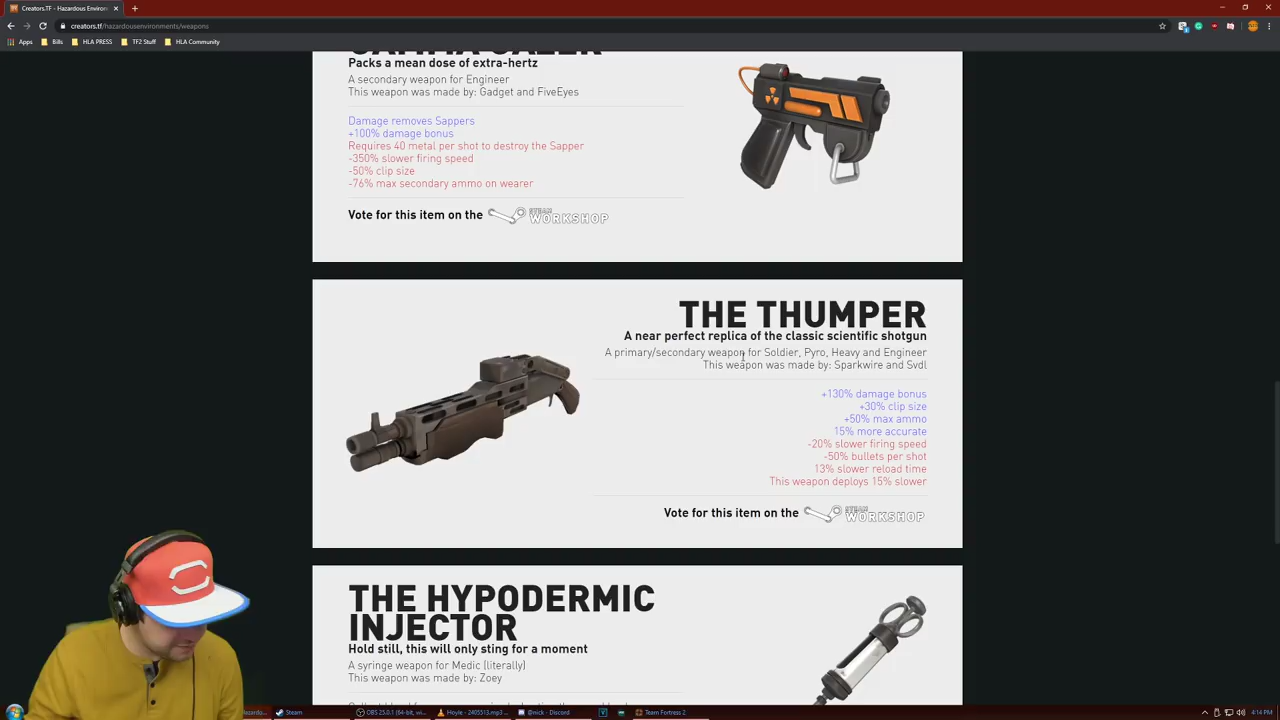 Creators.TF - Hazardous Environ
creators.tf/hazardousenvironments/weapons
Apps
Bills
HLA PRESS
TF2 Stuff
HLA Community
Packs a mean dose of extra-hertz
A secondary weapon for Engineer
This weapon was made by: Gadget and FiveEyes
Damage removes Sappers
+100% damage bonus
Requires 40 metal per shot to destroy the Sapper
-350% slower firing speed
-50% clip size
-76% max secondary ammo on wearer
Vote for this item on the STEAM WORKSHOP
THE THUMPER
A near perfect replica of the classic scientific shotgun
A primary/secondary weapon for Soldier, Pyro, Heavy and Engineer
This weapon was made by: Sparkwire and Svdl
+130% damage bonus
+30% clip size
+50% max ammo
15% more accurate
-20% slower firing speed
-50% bullets per shot
13% slower reload time
This weapon deploys 15% slower
Vote for this item on the STEAM WORKSHOP
THE HYPODERMIC
INJECTOR
Hold still, this will only sting for a moment
A syringe weapon for Medic [literally]
This weapon was made by: Zoey
Steam
OBS 25.0.1 (64-bit, wi...
Hoyle - 2405513.mp3 ...
@nick - Discord
Team Fortress 2
4:14 PM